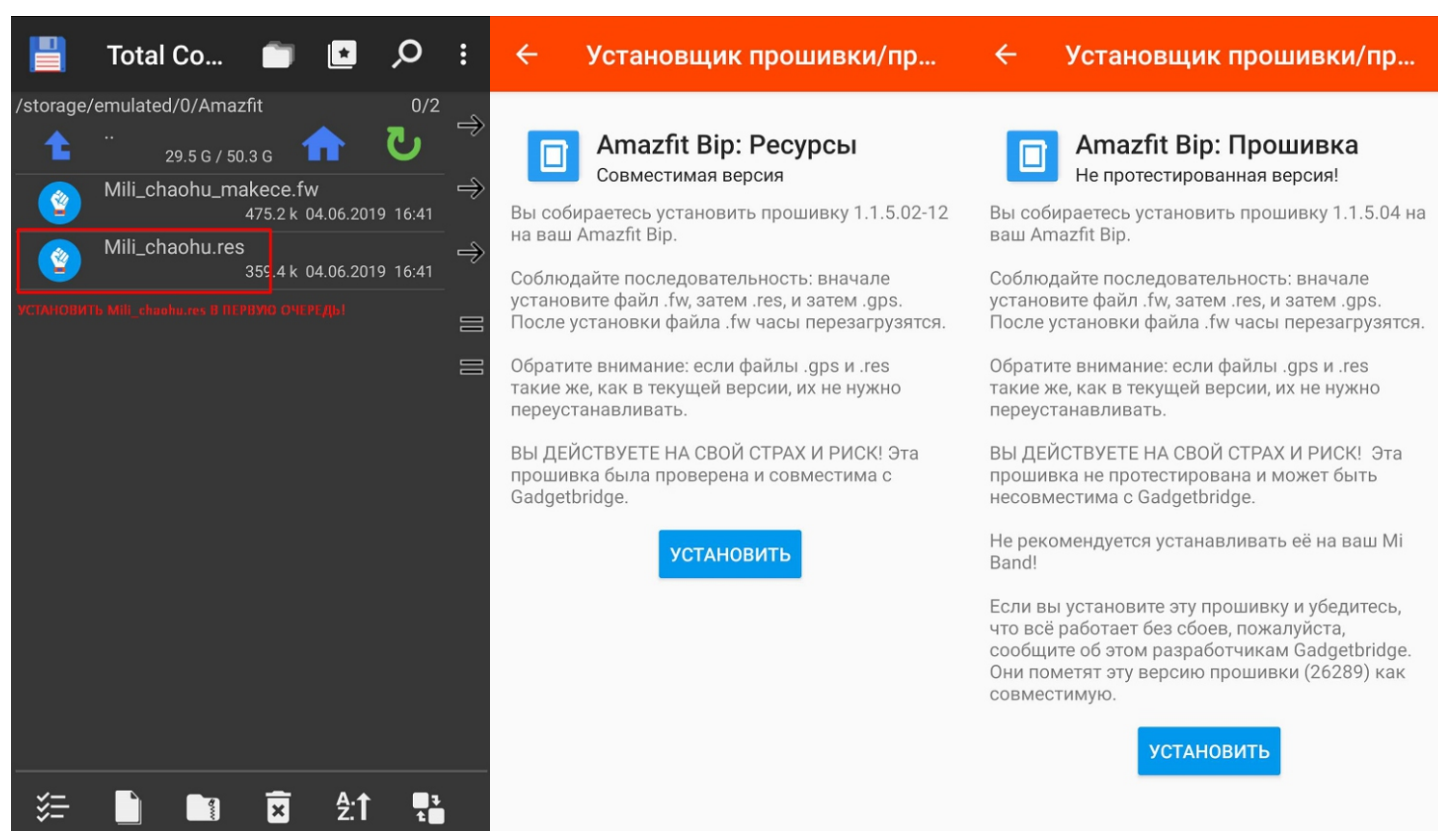 Total Co...
/storage/emulated/0/Amazfit 0/2
..
29.5 G / 50.3 G
Mili_chaohu_makece.fw
475.2 k 04.06.2019 16:41
Mili_chaohu.res
359.4 k 04.06.2019 16:41
УСТАНОВИТЬ Mili_chaohu.res В ПЕРВУЮ ОЧЕРЕДЬ!
Установщик прошивки/пр...
Amazfit Bip: Ресурсы
Совместимая версия
Вы собираетесь установить прошивку 1.1.5.02-12
на ваш Amazfit Bip.
Соблюдайте последовательность: вначале
установите файл .fw, затем .res, и затем .gps.
После установки файла .fw часы перезагрузятся.
Обратите внимание: если файлы .gps и .res
такие же, как в текущей версии, их не нужно
переустанавливать.
ВЫ ДЕЙСТВУЕТЕ НА СВОЙ СТРАХ И РИСК! Эта
прошивка была проверена и совместима с
Gadgetbridge.
УСТАНОВИТЬ
Установщик прошивки/пр...
Amazfit Bip: Прошивка
Не протестированная версия!
Вы собираетесь установить прошивку 1.1.5.04 на
ваш Amazfit Bip.
Соблюдайте последовательность: вначале
установите файл .fw, затем .res, и затем .gps.
После установки файла .fw часы перезагрузятся.
Обратите внимание: если файлы .gps и .res
такие же, как в текущей версии, их не нужно
переустанавливать.
ВЫ ДЕЙСТВУЕТЕ НА СВОЙ СТРАХ И РИСК! Эта
прошивка не протестирована и может быть
несовместима с Gadgetbridge.
Не рекомендуется устанавливать её на ваш Mi
Band!
Если вы установите эту прошивку и убедитесь,
что всё работает без сбоев, пожалуйста,
сообщите об этом разработчикам Gadgetbridge.
Они пометят эту версию прошивки (26289) как
совместимую.
УСТАНОВИТЬ
A
Z